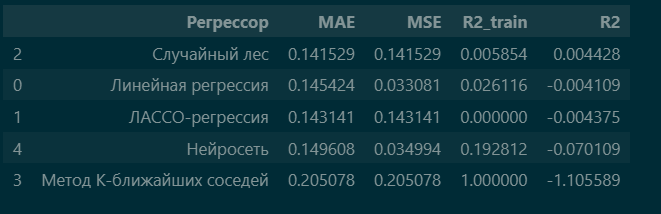 Регрессор MAE MSE R2_train R2
2 Случайный лес 0.141529 0.141529 0.005854 0.004428
0 Линейная регрессия 0.145424 0.033081 0.026116 -0.004109
1 ЛАССО-регрессия 0.143141 0.143141 0.000000 -0.004375
4 Нейросеть 0.149608 0.034994 0.192812 -0.070109
3 Метод К-ближайших соседей 0.205078 0.205078 1.000000 -1.105589